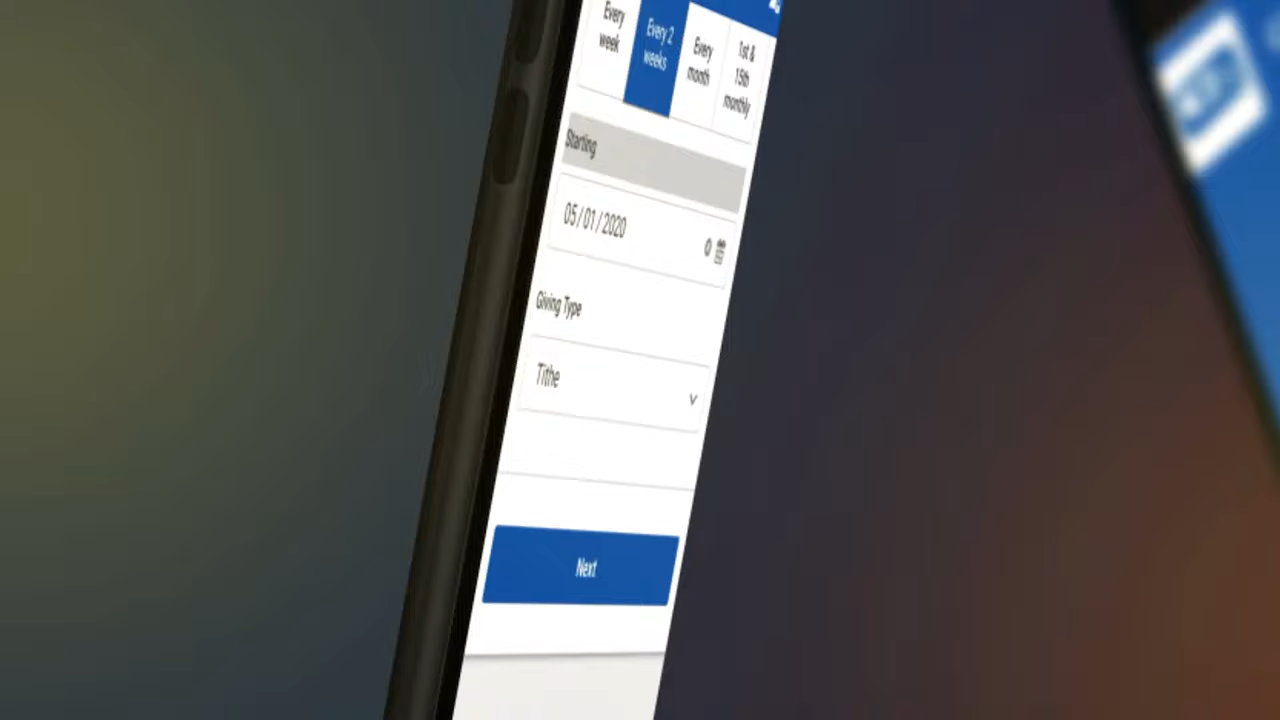 Every
week
Every 2
weeks
Every
month
1st &
15th
monthly
Starting
05/01/2020
Giving Type
Tithe
Next